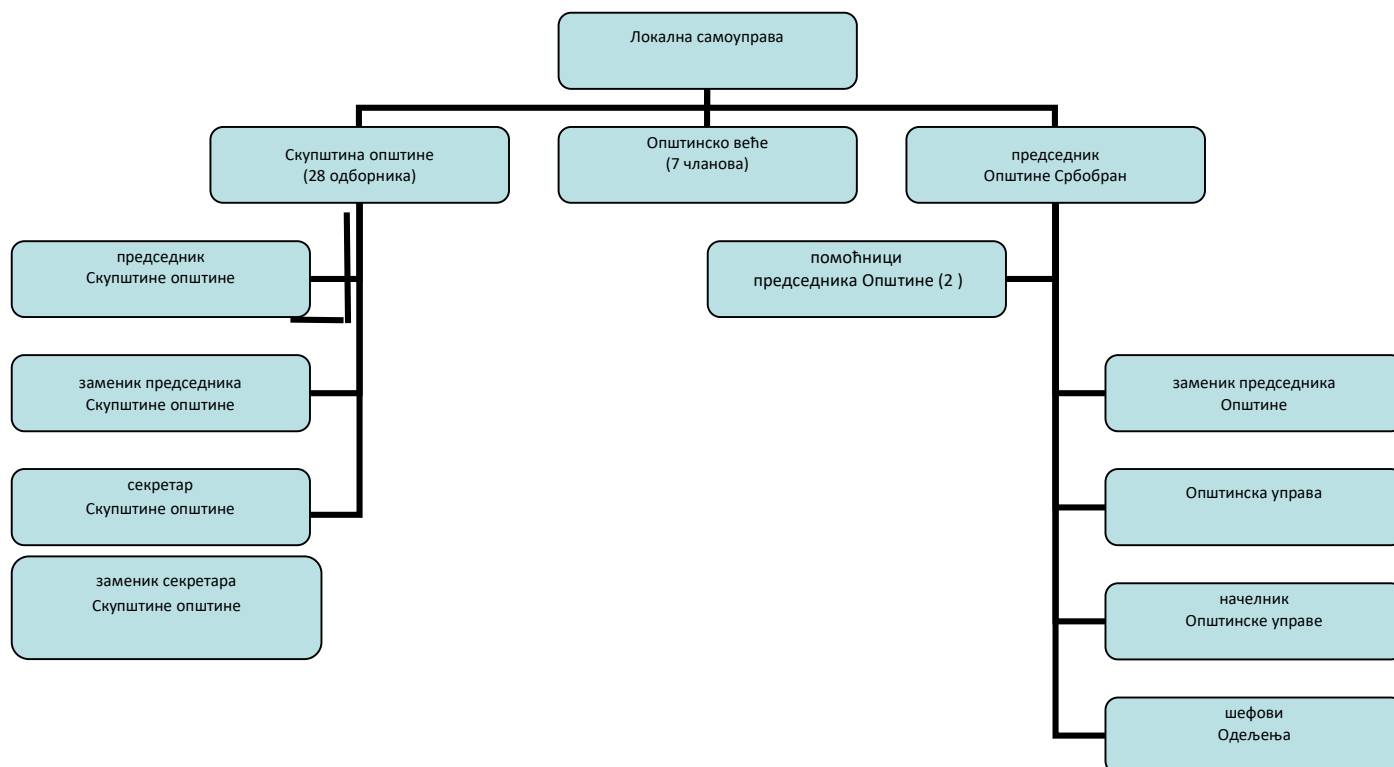 Локална самоуправа
Скупштина општине
(28 одборника)
Општинско веће
(7 чланова)
председник
Општине Србобран
председник
Скупштине општине
помоћници
председника Општине (2 )
заменик председника
Скупштине општине
заменик председника
Општине
секретар
Скупштине општине
Општинска управа
заменик секретара
Скупштине општине
начелник
Општинске управе
шефови
Одељења